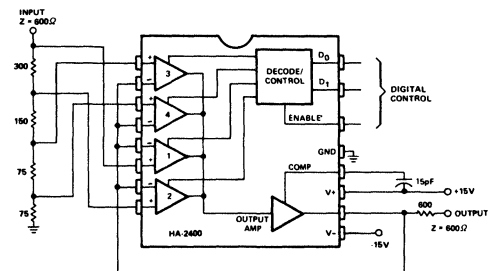 INPUT
Z = 600Ω
300
150
75
75
+
−
3
−
+
4
−
+
1
−
+
2
DECODE/
CONTROL
D0
D1
ENABLE'
DIGITAL
CONTROL
GND
COMP
15pF
V+
+15V
OUTPUT
AMP
600
OUTPUT
Z = 600Ω
V−
-15V
HA-2400